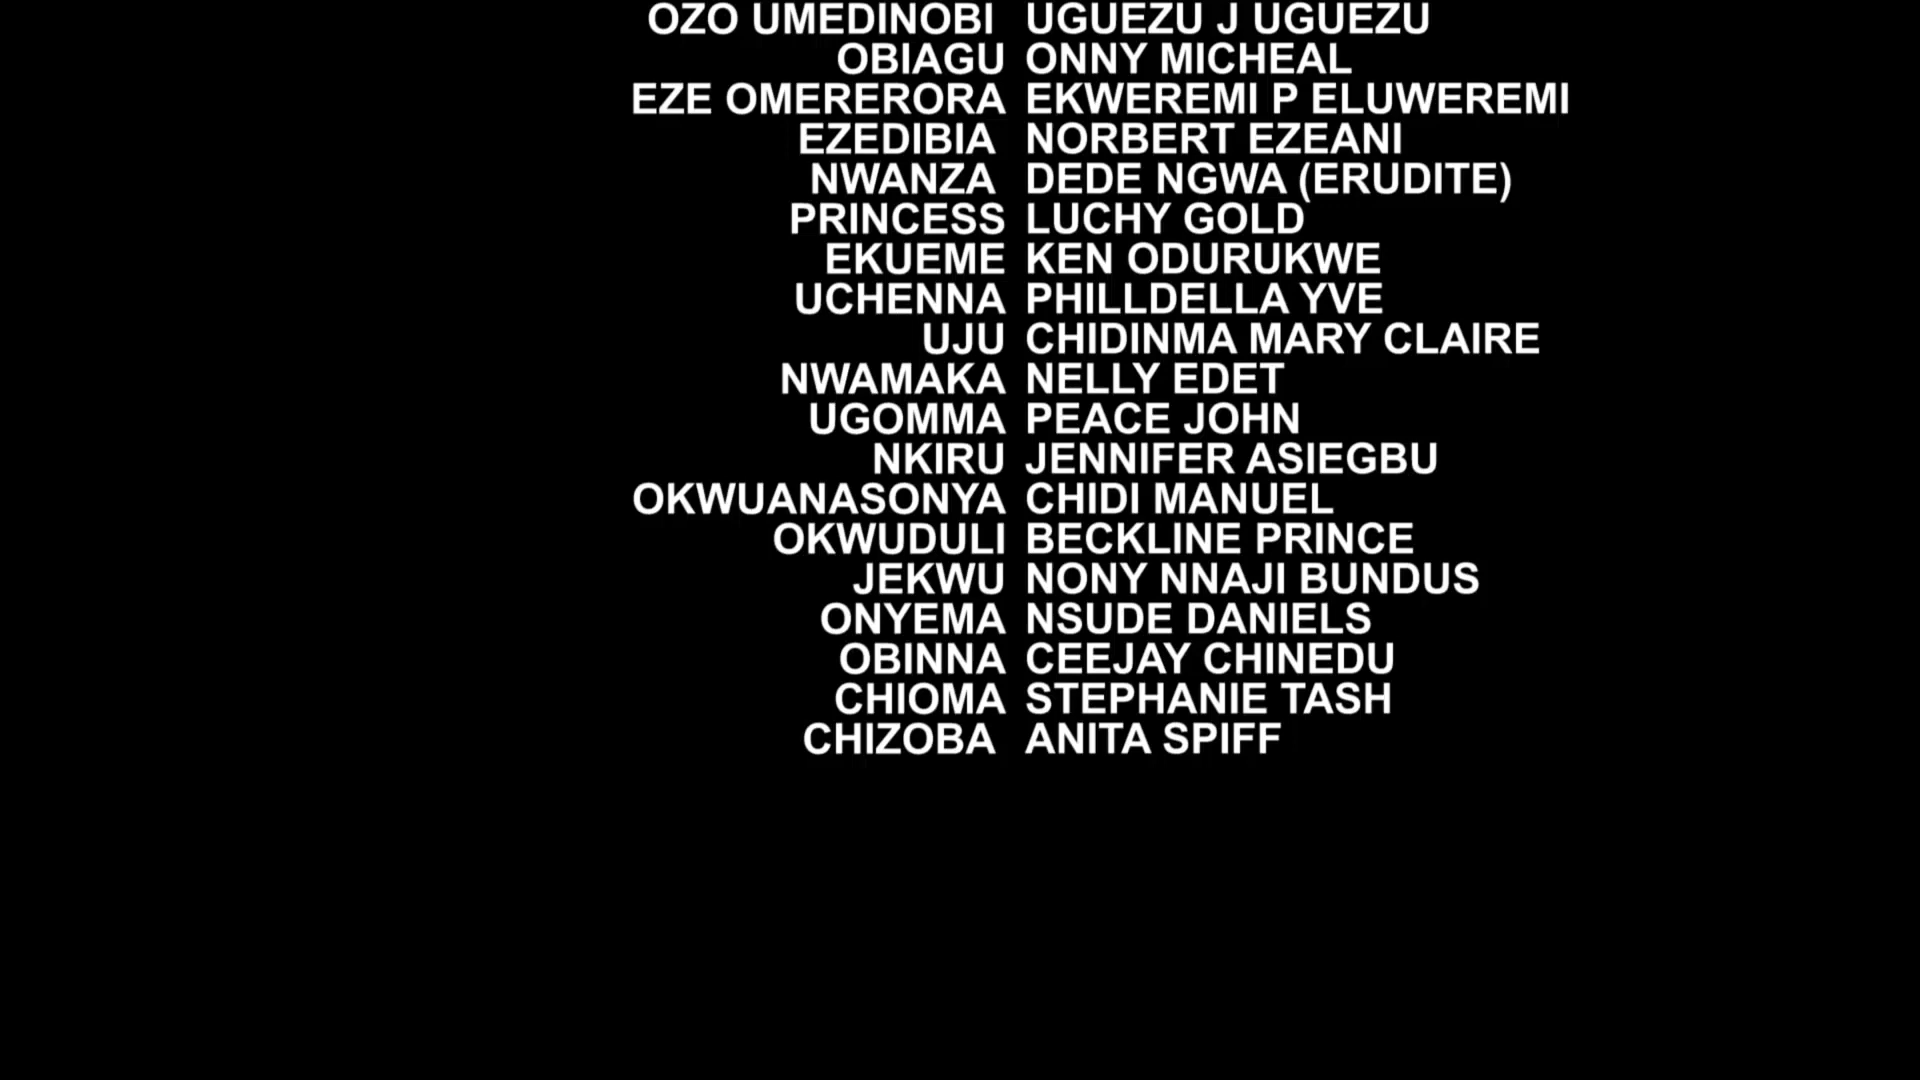 OZO UMEDINOBI UGUEZU J UGUEZU
OBIAGU ONNY MICHEAL
EZE OMERERORA EKWEREMI P ELUWEREMI
EZEDIBIA NORBERT EZEANI
NWANZA DEDE NGWA (ERUDITE)
PRINCESS LUCHY GOLD
EKUEME KEN ODURUKWE
UCHENNA PHILLDELLA YVE
UJU CHIDINMA MARY CLAIRE
NWAMAKA NELLY EDET
UGOMMA PEACE JOHN
NKIRU JENNIFER ASIEGBU
OKWUANASONYA CHIDI MANUEL
OKWUDULI BECKLINE PRINCE
JEKWU NONY NNAJI BUNDUS
ONYEMA NSUDE DANIELS
OBINNA CEEJAY CHINEDU
CHIOMA STEPHANIE TASH
CHIZOBA ANITA SPIFF